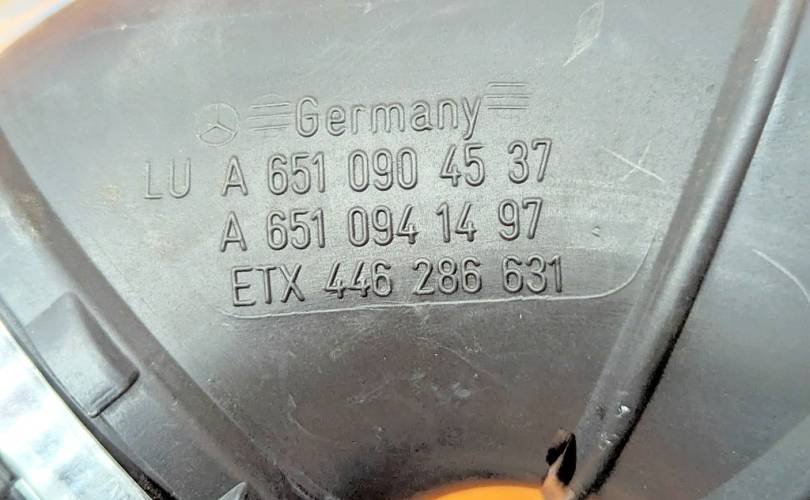 Germany
LU A 651 090 45 37
A 651 094 14 97
ETX 446 286 631